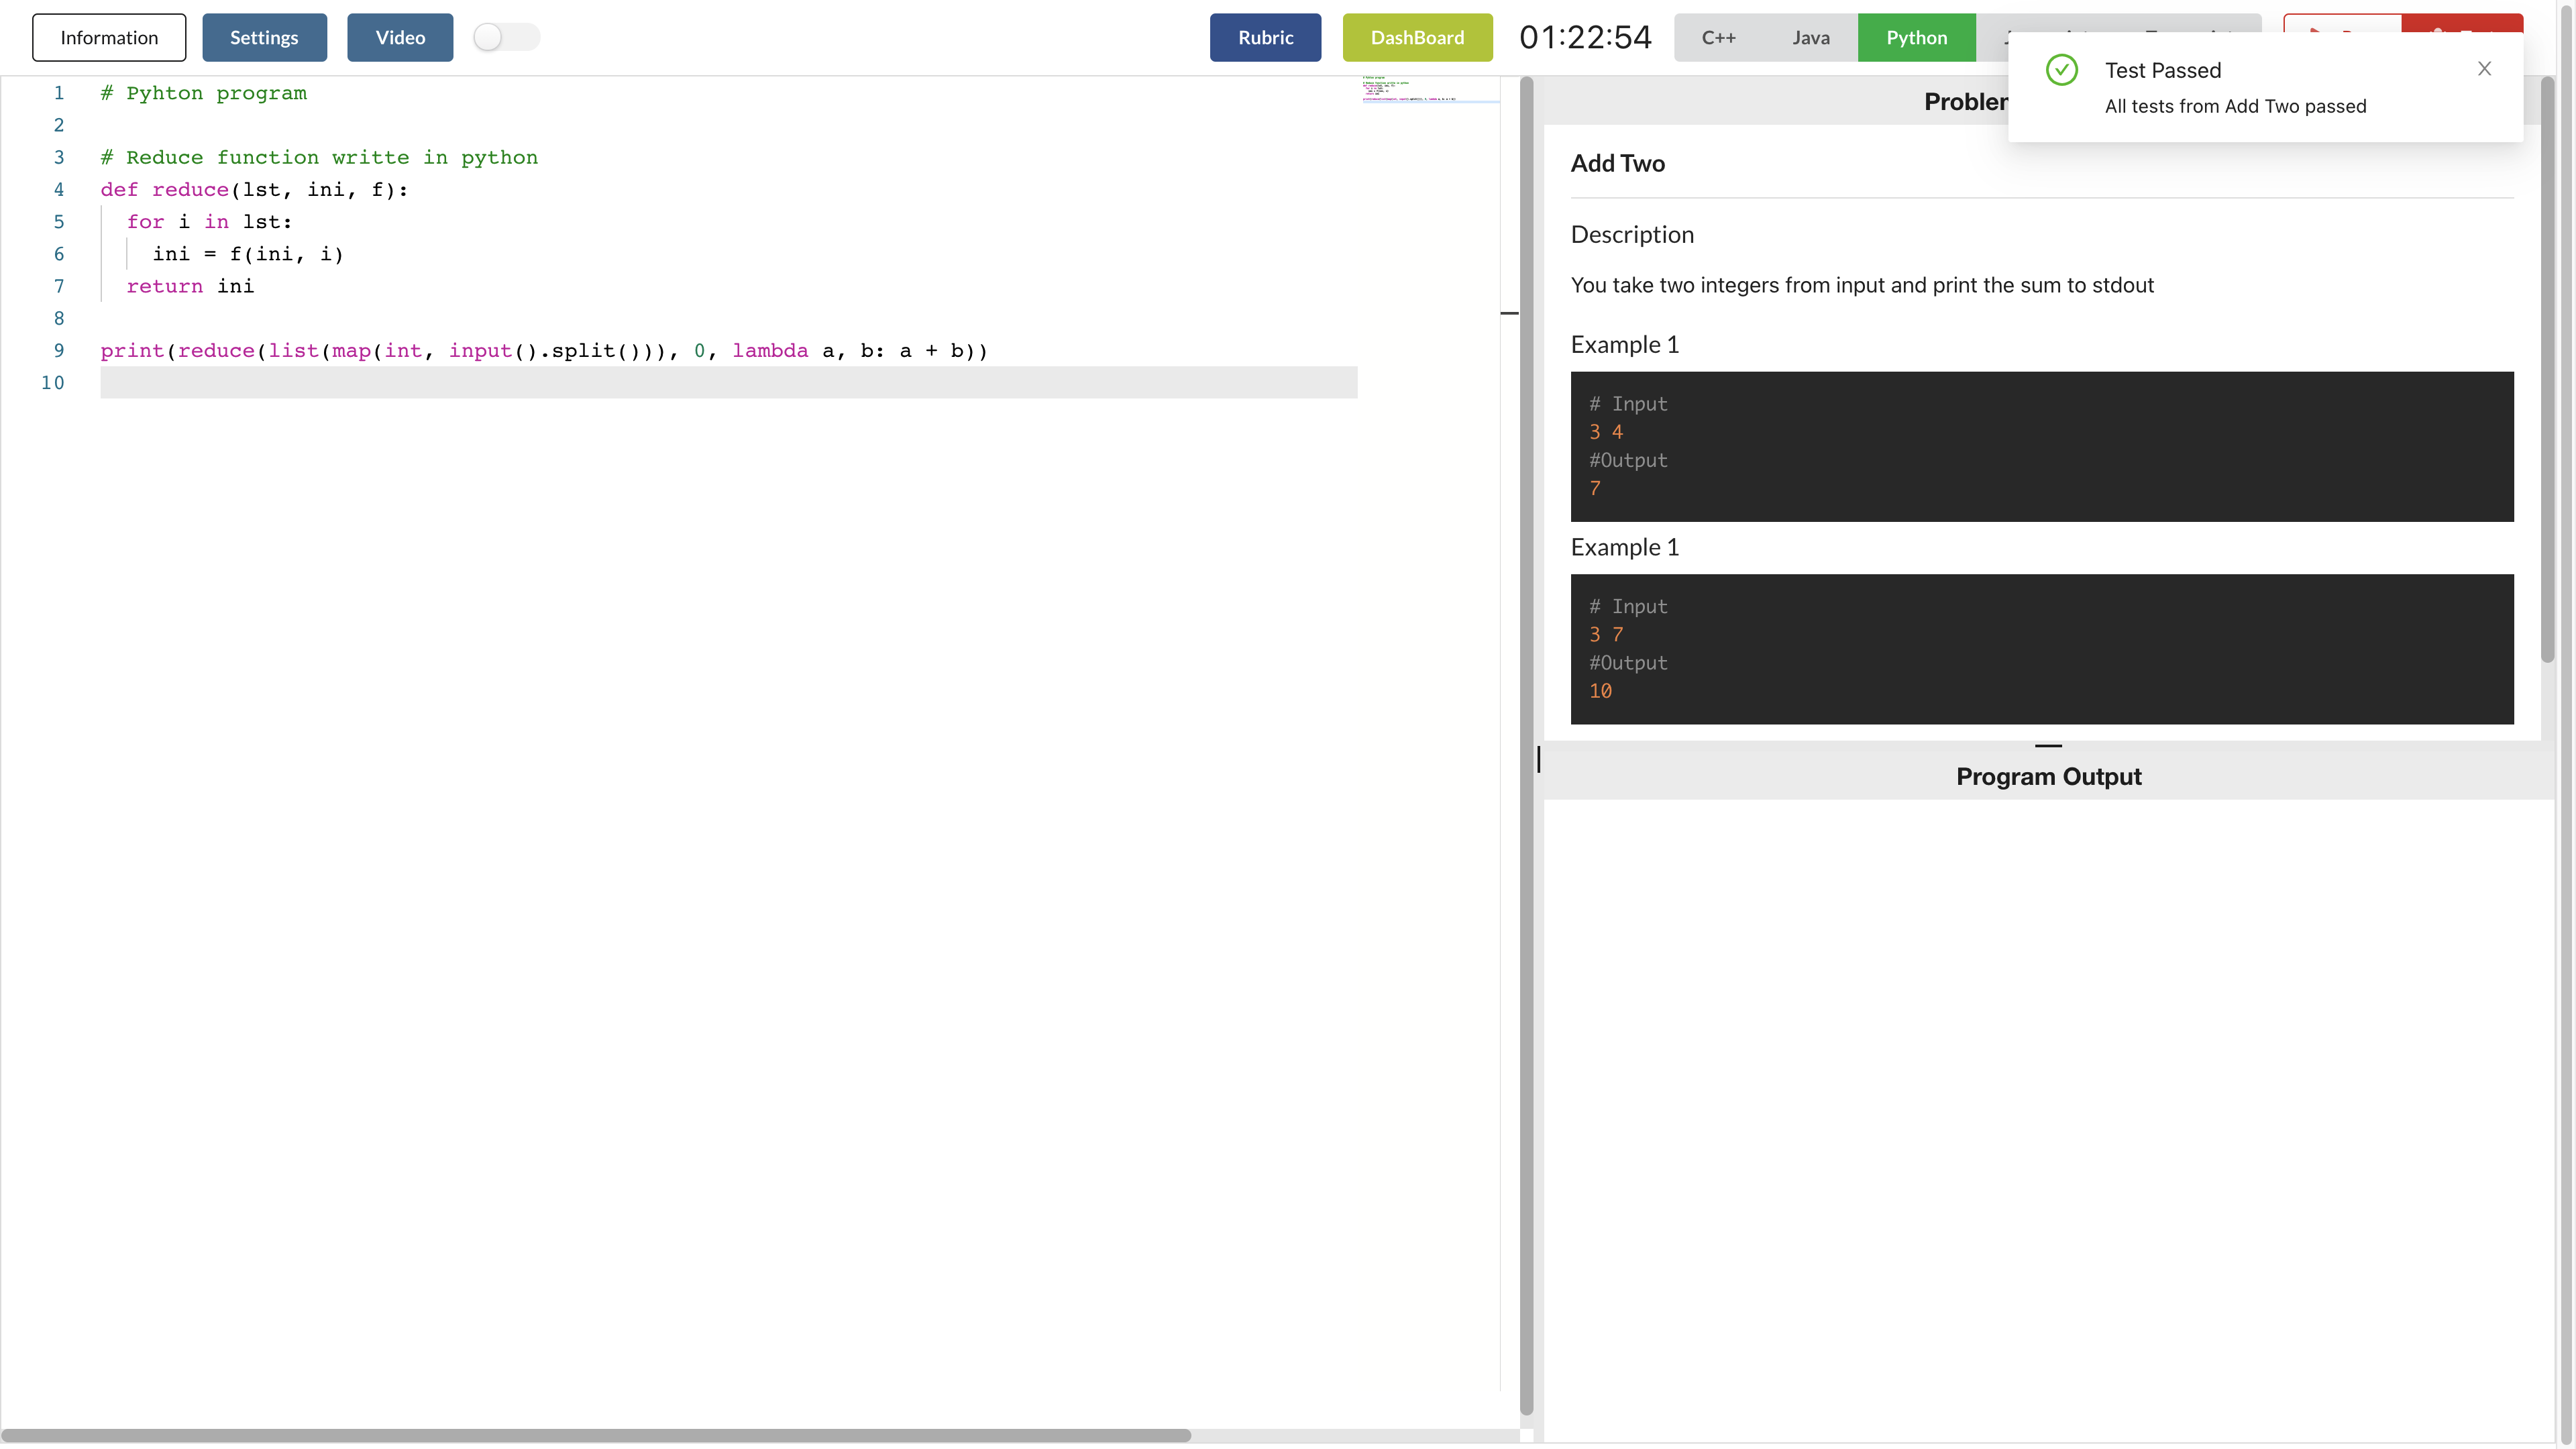 Information Settings Video Rubric DashBoard 01:22:54 C++ Java Python
Test Passed
All tests from Add Two passed
1 # Pyhton program
2
3 # Reduce function writte in python
4 def reduce(lst, ini, f):
5 for i in lst:
6 ini = f(ini, i)
7 return ini
8
9 print(reduce(list(map(int, input().split())), 0, lambda a, b: a + b))
10
Add Two
Description
You take two integers from input and print the sum to stdout
Example 1
# Input
3 4
#Output
7
Example 1
# Input
3 7
#Output
10
Program Output